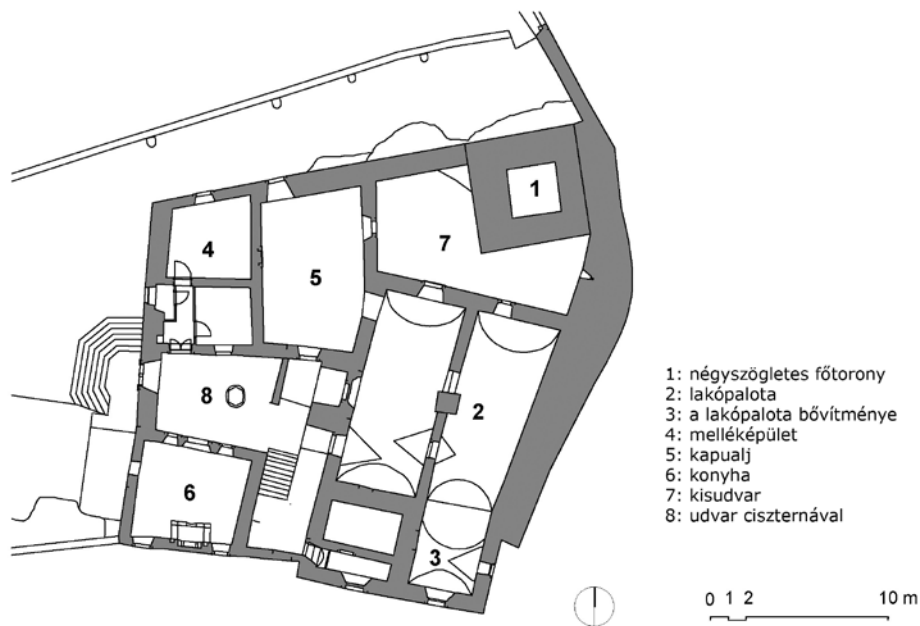 1
4
7
5
8
2
6
3
1: négyszögletes főtorony
2: lakópalota
3: a lakópalota bővítménye
4: melléképület
5: kapualj
6: konyha
7: kisudvar
8: udvar ciszternával
0 1 2 10 m